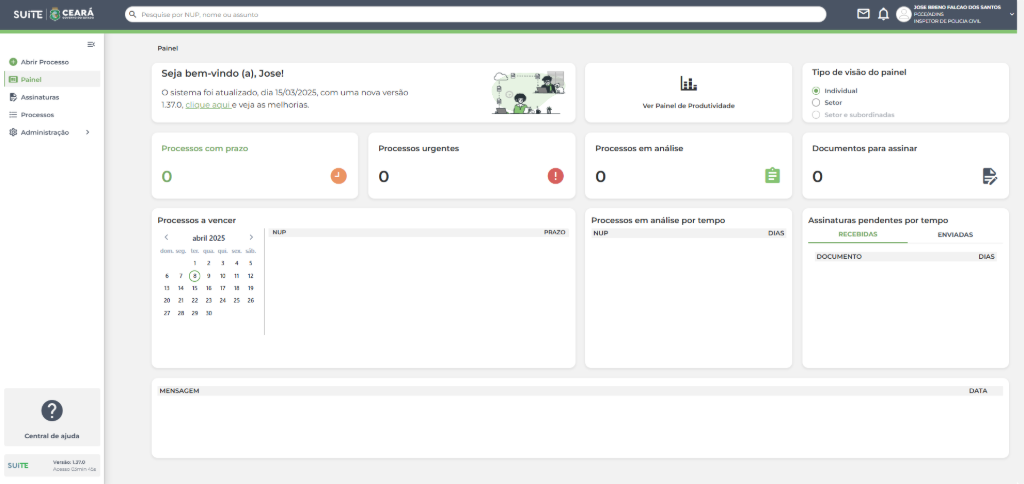 SUiTE CEARÁ
GOVERNO DO ESTADO
Pesquise por NUP, nome ou assunto
JOSE BRENO FALCAO DOS SANTOS
INSPETOR DE POLICIA CIVIL
Abrir Processo
Painel
Assinaturas
Processos
Administração
Central de ajuda
SUiTE
Versão: 1.37.0
Painel
Seja bem-vindo (a), Jose!
O sistema foi atualizado, dia 15/03/2025, com uma nova versão
1.37.0, clique aqui e veja as melhorias.
Ver Painel de Produtividade
Tipo de visão do painel
Individual
Setor
Setor e subordinadas
Processos com prazo
0
Processos urgentes
0
Processos em análise
0
Documentos para assinar
0
Processos a vencer
abril 2025
dom. seg. ter. qua. qui. sex. sáb.
1 2 3 4 5
6 7 8 9 10 11 12
13 14 15 16 17 18 19
20 21 22 23 24 25 26
27 28 29 30
NUP PRAZO
Processos em análise por tempo
NUP DIAS
Assinaturas pendentes por tempo
RECEBIDAS ENVIADAS
DOCUMENTO DIAS
MENSAGEM DATA